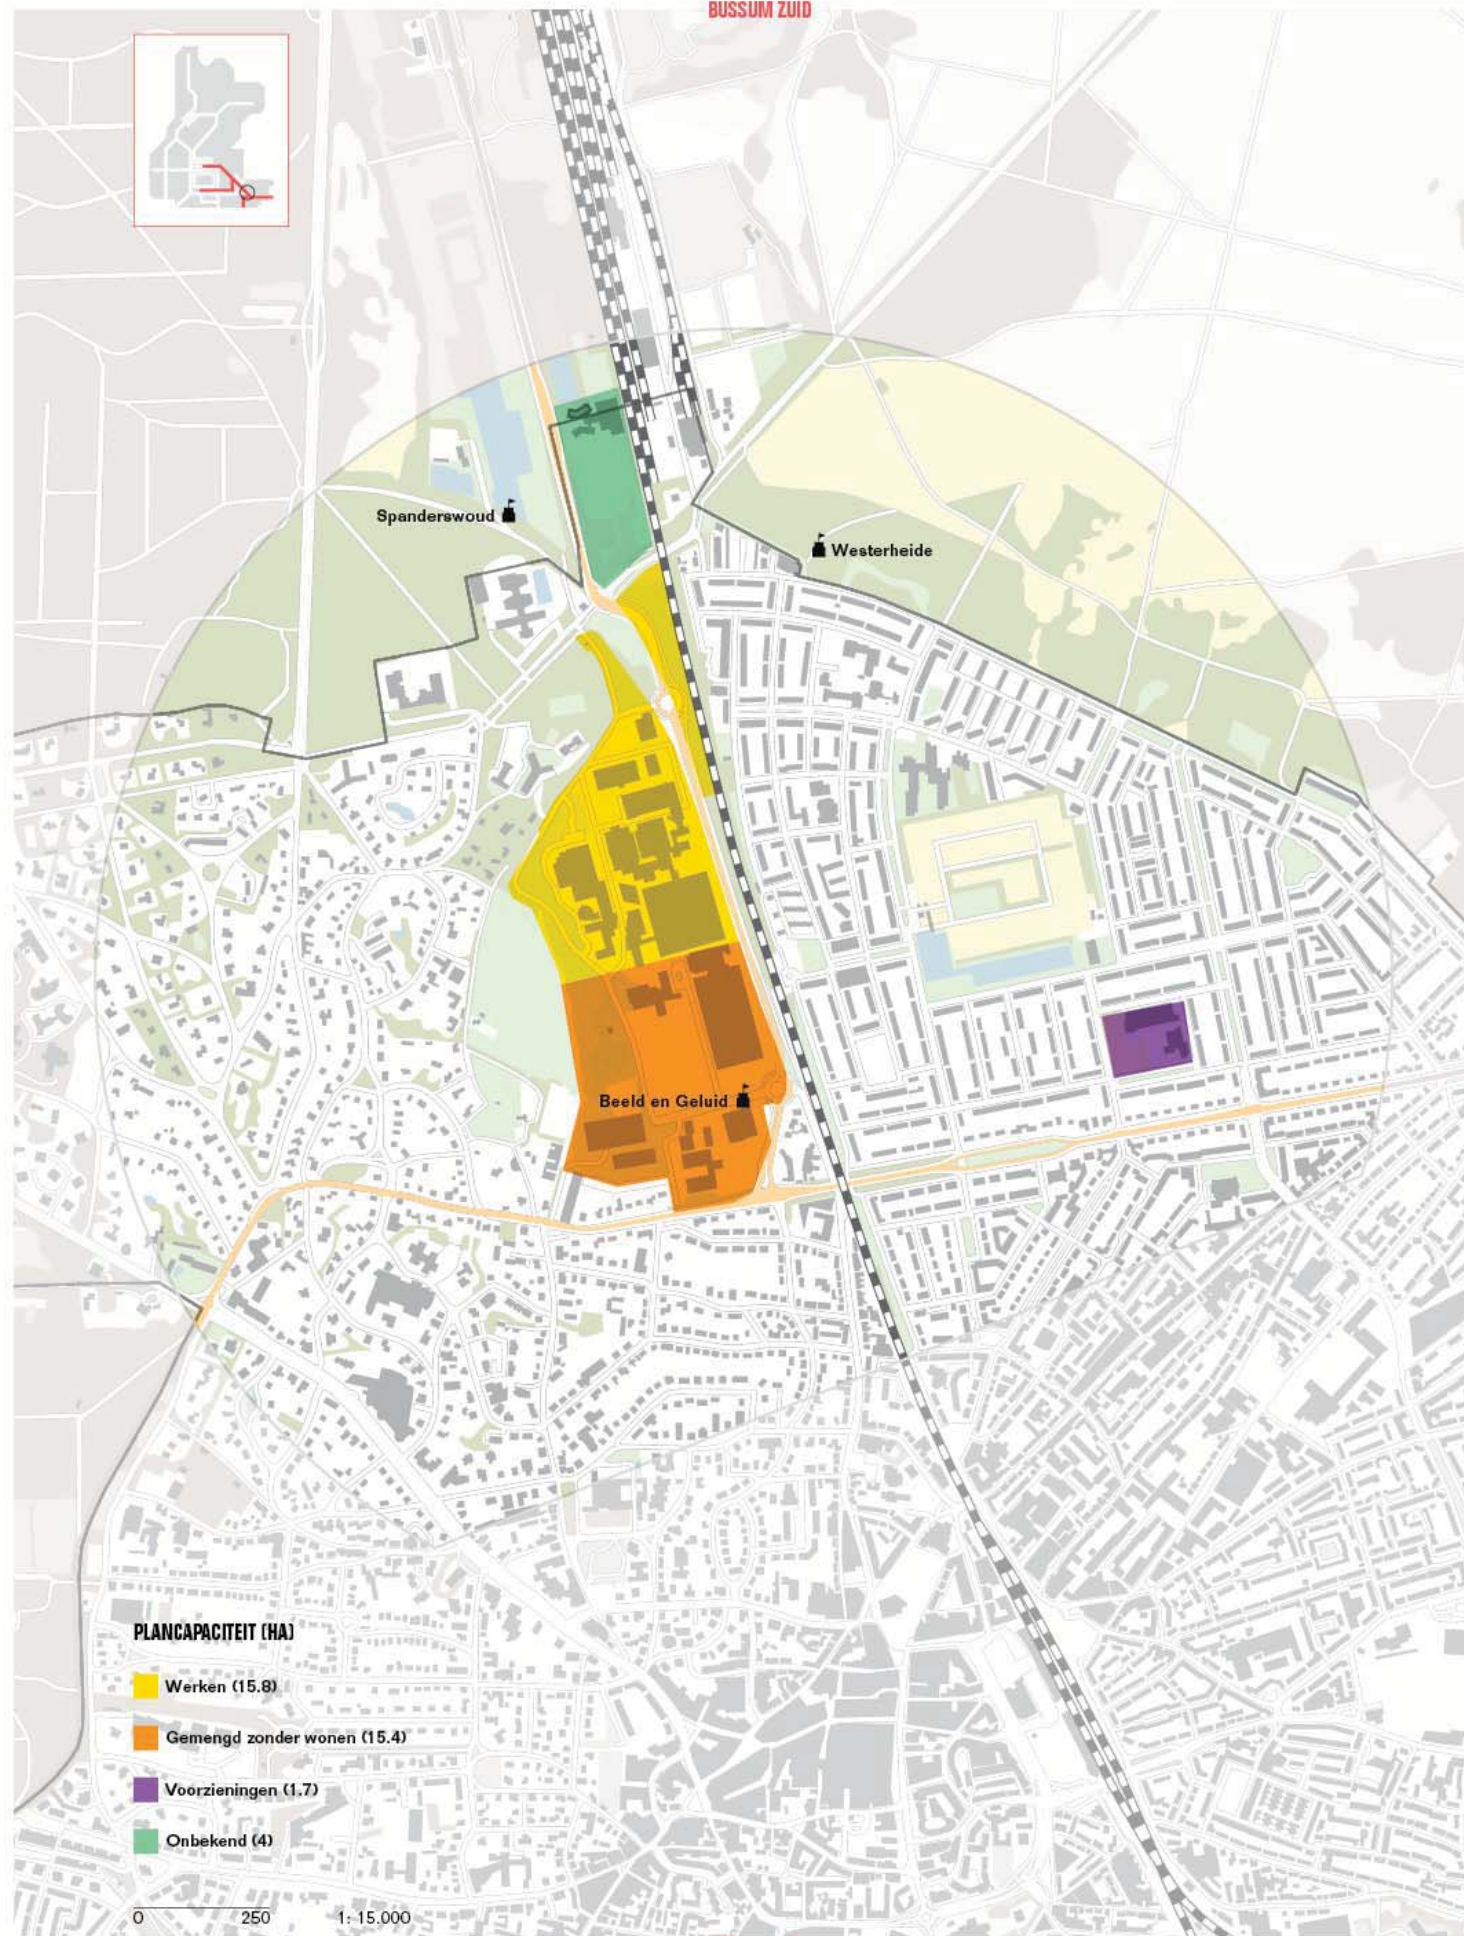 BUSSUM ZUID
Spanderswoud
Westerheide
Beeld en Geluid
PLANCAPACITEIT (HA)
Werken (15.8)
Gemengd zonder wonen (15.4)
Voorzieningen (1.7)
Onbekend (4)
0 250 1: 15.000